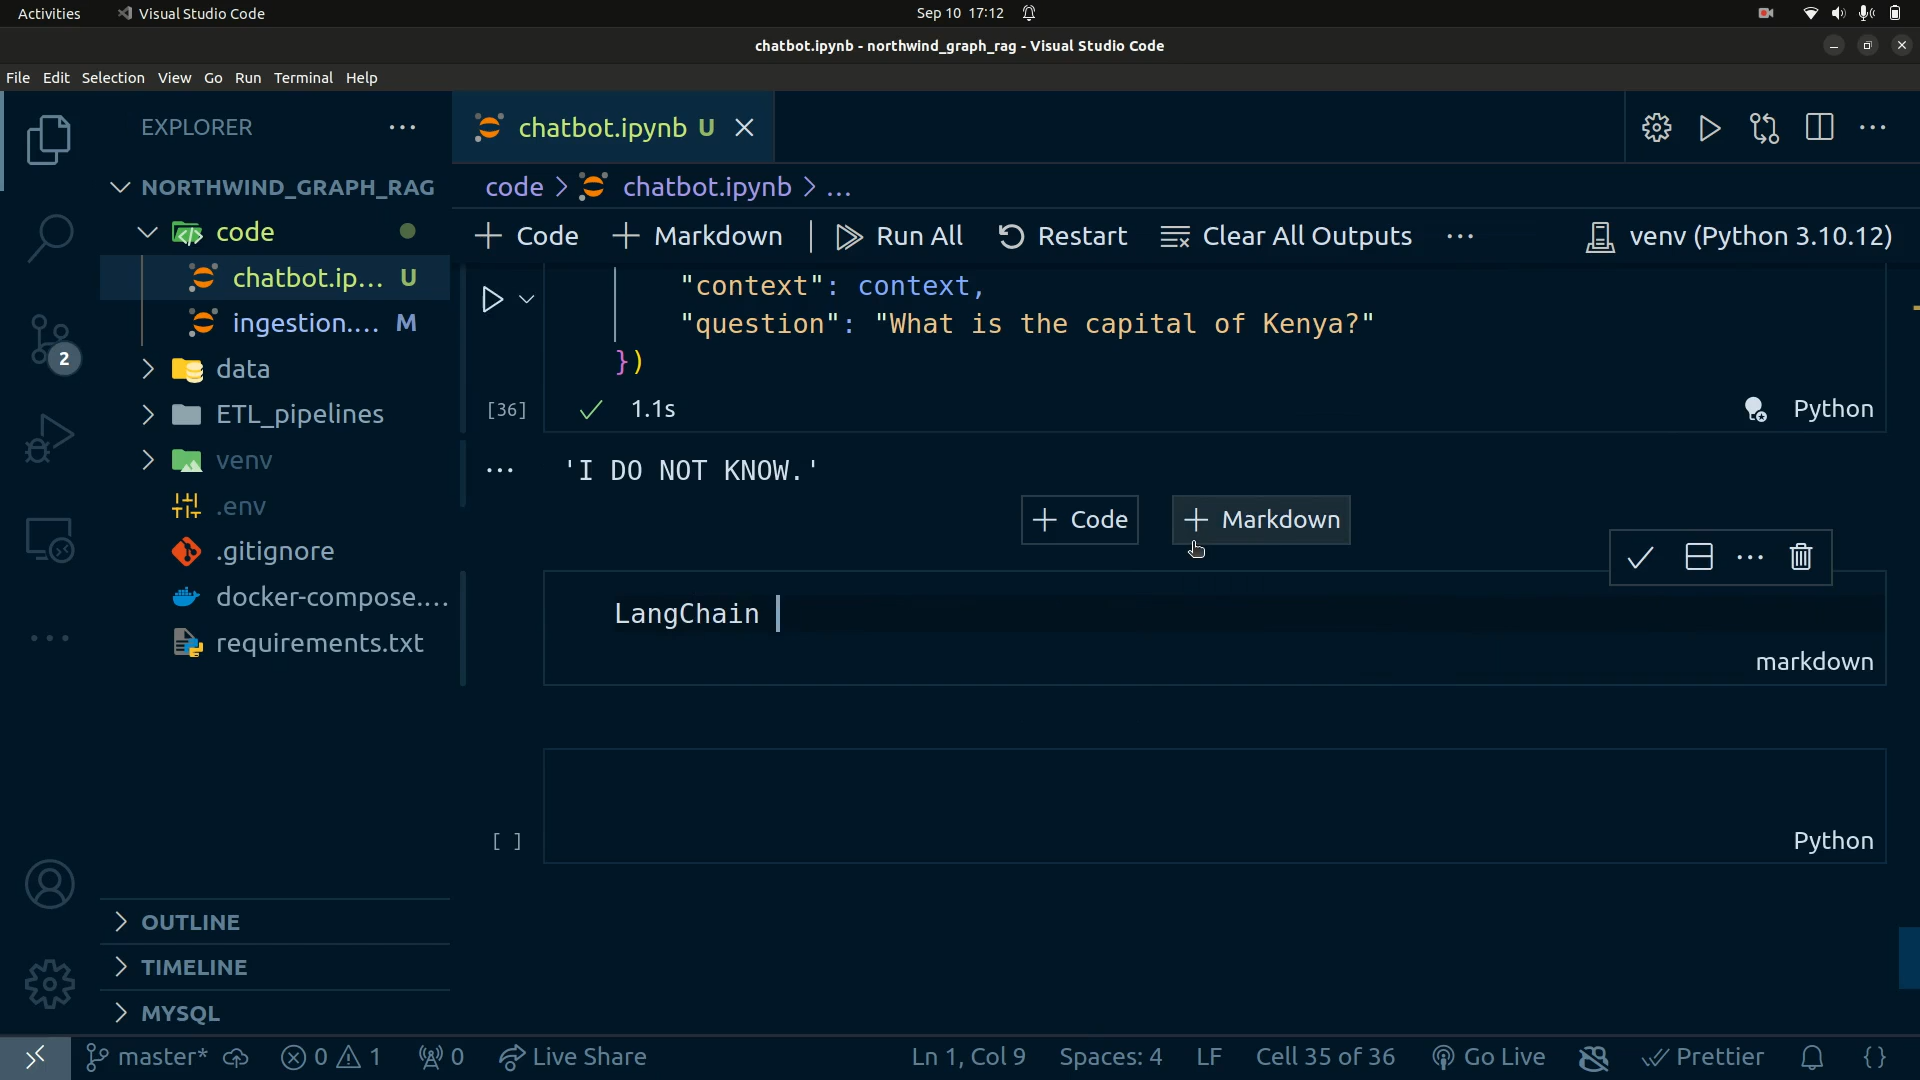 Activities
Visual Studio Code
Sep 10 17:12
chatbot.ipynb - northwind_graph_rag - Visual Studio Code
File Edit Selection View Go Run Terminal Help
EXPLORER
chatbot.ipynb U
NORTHWIND_GRAPH_RAG
code > chatbot.ipynb > ...
code
+ Code + Markdown Run All Restart Clear All Outputs ... venv (Python 3.10.12)
chatbot.ip... U
ingestion.... M
data
ETL_pipelines
venv
.env
.gitignore
docker-compose....
requirements.txt
"context": context,
"question": "What is the capital of Kenya?"
})
[36] 1.1s Python
'I DO NOT KNOW.'
+ Code + Markdown
LangChain
markdown
[ ] Python
2
OUTLINE
TIMELINE
MYSQL
master* 0 1 0 Live Share Ln 1, Col 9 Spaces: 4 LF Cell 35 of 36 Go Live Prettier {}